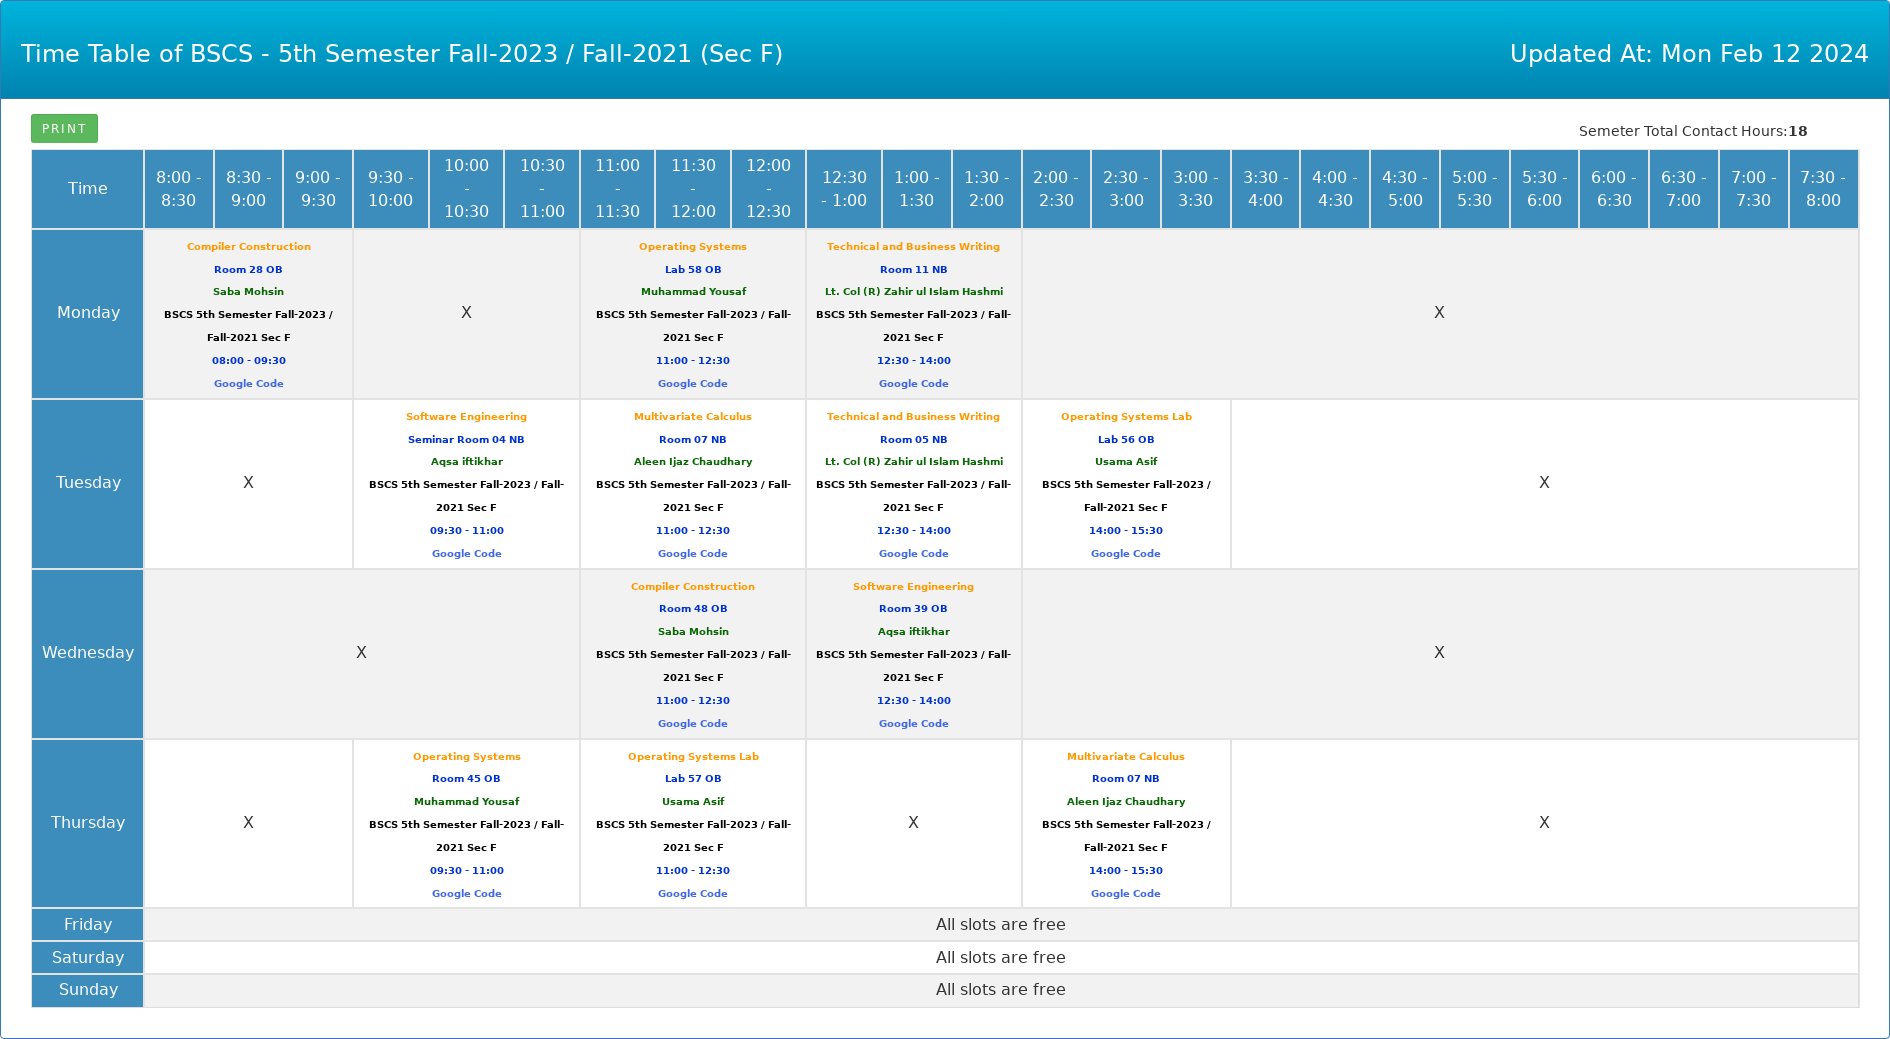 Time Table of BSCS - 5th Semester Fall-2023 / Fall-2021 (Sec F)
Updated At: Mon Feb 12 2024
PRINT
Semeter Total Contact Hours:18
Time
8:00 -
8:30
8:30 -
9:00
9:00 -
9:30
9:30 -
10:00
10:00
-
10:30
10:30
-
11:00
11:00
-
11:30
11:30
-
12:00
12:00
-
12:30
12:30
- 1:00
1:00 -
1:30
1:30 -
2:00
2:00 -
2:30
2:30 -
3:00
3:00 -
3:30
3:30 -
4:00
4:00 -
4:30
4:30 -
5:00
5:00 -
5:30
5:30 -
6:00
6:00 -
6:30
6:30 -
7:00
7:00 -
7:30
7:30 -
8:00
Monday
Compiler Construction
Room 28 OB
Saba Mohsin
BSCS 5th Semester Fall-2023 /
Fall-2021 Sec F
08:00 - 09:30
Google Code
X
Operating Systems
Lab 58 OB
Muhammad Yousaf
BSCS 5th Semester Fall-2023 / Fall-
2021 Sec F
11:00 - 12:30
Google Code
Technical and Business Writing
Room 11 NB
Lt. Col (R) Zahir ul Islam Hashmi
BSCS 5th Semester Fall-2023 / Fall-
2021 Sec F
12:30 - 14:00
Google Code
X
Tuesday
X
Software Engineering
Seminar Room 04 NB
Aqsa iftikhar
BSCS 5th Semester Fall-2023 / Fall-
2021 Sec F
09:30 - 11:00
Google Code
Multivariate Calculus
Room 07 NB
Aleen Ijaz Chaudhary
BSCS 5th Semester Fall-2023 / Fall-
2021 Sec F
11:00 - 12:30
Google Code
Technical and Business Writing
Room 05 NB
Lt. Col (R) Zahir ul Islam Hashmi
BSCS 5th Semester Fall-2023 / Fall-
2021 Sec F
12:30 - 14:00
Google Code
Operating Systems Lab
Lab 56 OB
Usama Asif
BSCS 5th Semester Fall-2023 /
Fall-2021 Sec F
14:00 - 15:30
Google Code
X
Wednesday
X
Compiler Construction
Room 48 OB
Saba Mohsin
BSCS 5th Semester Fall-2023 / Fall-
2021 Sec F
11:00 - 12:30
Google Code
Software Engineering
Room 39 OB
Aqsa iftikhar
BSCS 5th Semester Fall-2023 / Fall-
2021 Sec F
12:30 - 14:00
Google Code
X
Thursday
X
Operating Systems
Room 45 OB
Muhammad Yousaf
BSCS 5th Semester Fall-2023 / Fall-
2021 Sec F
09:30 - 11:00
Google Code
Operating Systems Lab
Lab 57 OB
Usama Asif
BSCS 5th Semester Fall-2023 / Fall-
2021 Sec F
11:00 - 12:30
Google Code
X
Multivariate Calculus
Room 07 NB
Aleen Ijaz Chaudhary
BSCS 5th Semester Fall-2023 /
Fall-2021 Sec F
14:00 - 15:30
Google Code
X
Friday
All slots are free
Saturday
All slots are free
Sunday
All slots are free